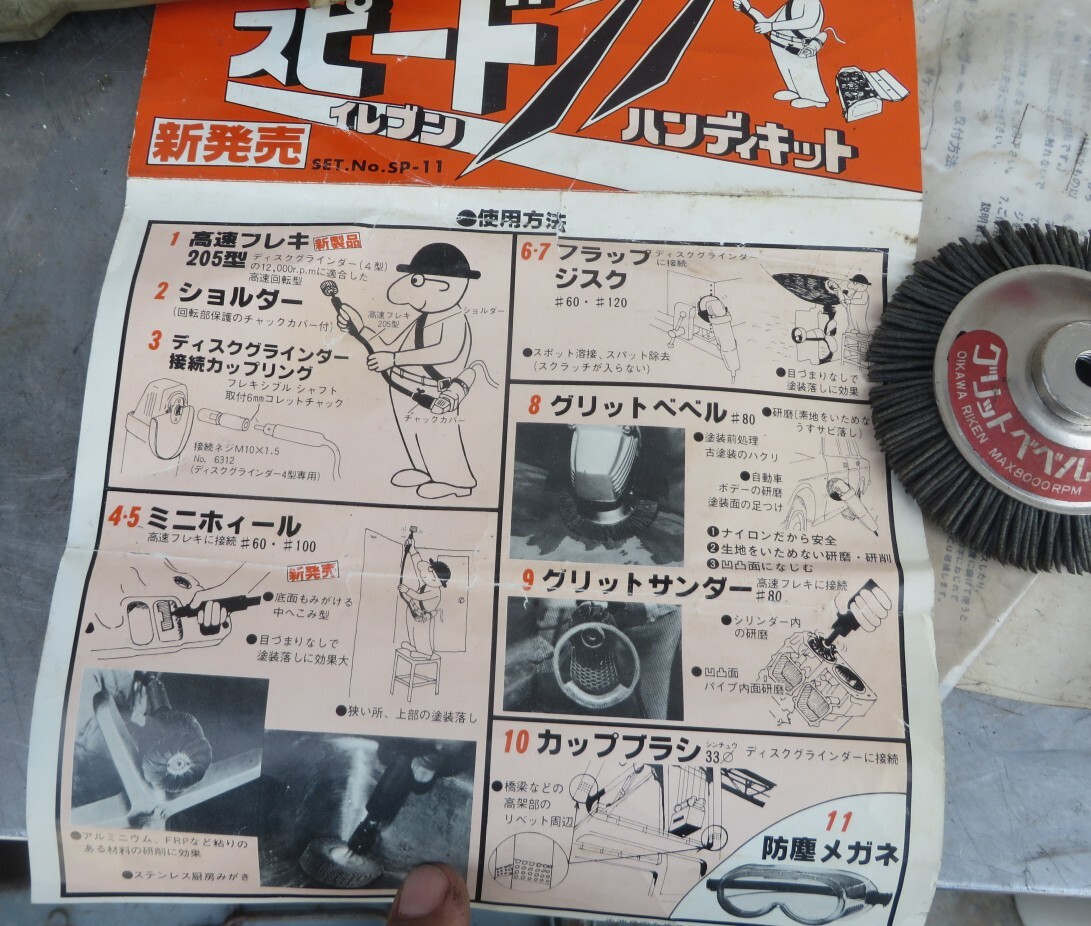 スピード11
イレブン
ハンディキット
新発売
SET.No.SP-11
使用方法
1 高速フレキ 新製品
205型
ディスクグラインダー(4型)
の12,000r.p.mに適合した
高速回転型
2 ショルダー
(回転部保護のチャックカバー付)
3 ディスクグラインダー
接続カップリング
フレキシブル シャフト
取付6mmコレットチャック
接続ネジM10×1.5
No. 6312
(ディスクグラインダー4型専用)
高速フレキ
205型
ショルダー
チャックカバー
4·5 ミニホィール
高速フレキに接続 #60・#100
新発売
●底面もみがける
中へこみ型
●目づまりなしで
塗装落しに効果大
●狭い所、上部の塗装落し
●アルミニウム、FRPなど粘りの
ある材料の研削に効果
●ステンレス厨房みがき
6·7 フラップ
ジスク
ディスクグラインダー
に接続
#60・#120
●スポット溶接、スパット除去
(スクラッチが入らない)
●目づまりなしで
塗装落しに効果
8 グリットベベル #80
●研磨(素地をいためな
うすサビ落し)
●塗装前処理
古塗装のハクリ
●自動車
ボデーの研磨
塗装面の足つけ
❶ナイロンだから安全
❷生地をいためない研磨・研削
❸凹凸面になじむ
9 グリットサンダー 高速フレキに接続
#80
●シリンダー内
の研磨
●凹凸面
パイプ内面研磨
10 カップブラシ シンチュウ 33∅ ディスクグラインダーに接続
●橋梁などの
高架部の
リベット周辺
11
防塵メガネ
グリットベベル
OIKAWA RIKEN MAX8000RPM